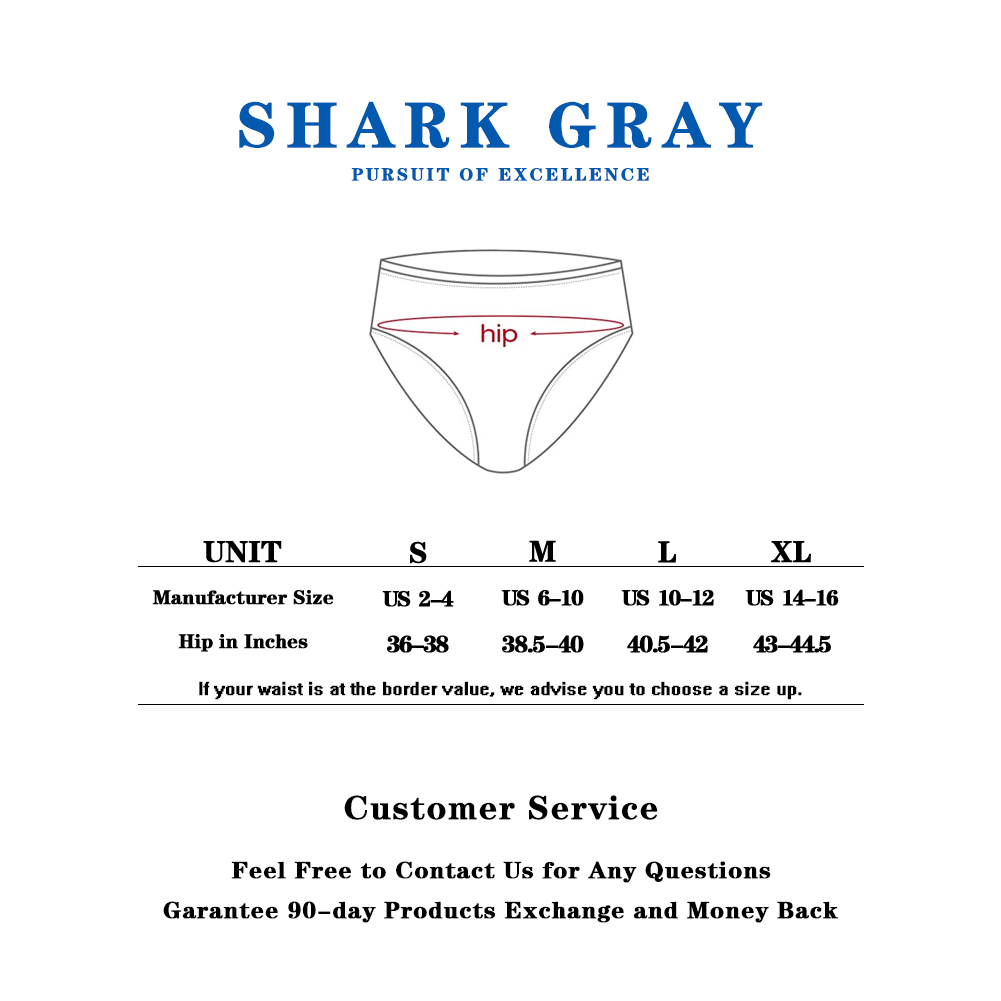 SHARK GRAY
PURSUIT OF EXCELLENCE
hip
UNIT S M L XL
Manufacturer Size US 2–4 US 6–10 US 10–12 US 14–16
Hip in Inches 36–38 38.5–40 40.5–42 43–44.5
If your waist is at the border value, we advise you to choose a size up.
Customer Service
Feel Free to Contact Us for Any Questions
Garantee 90–day Products Exchange and Money Back